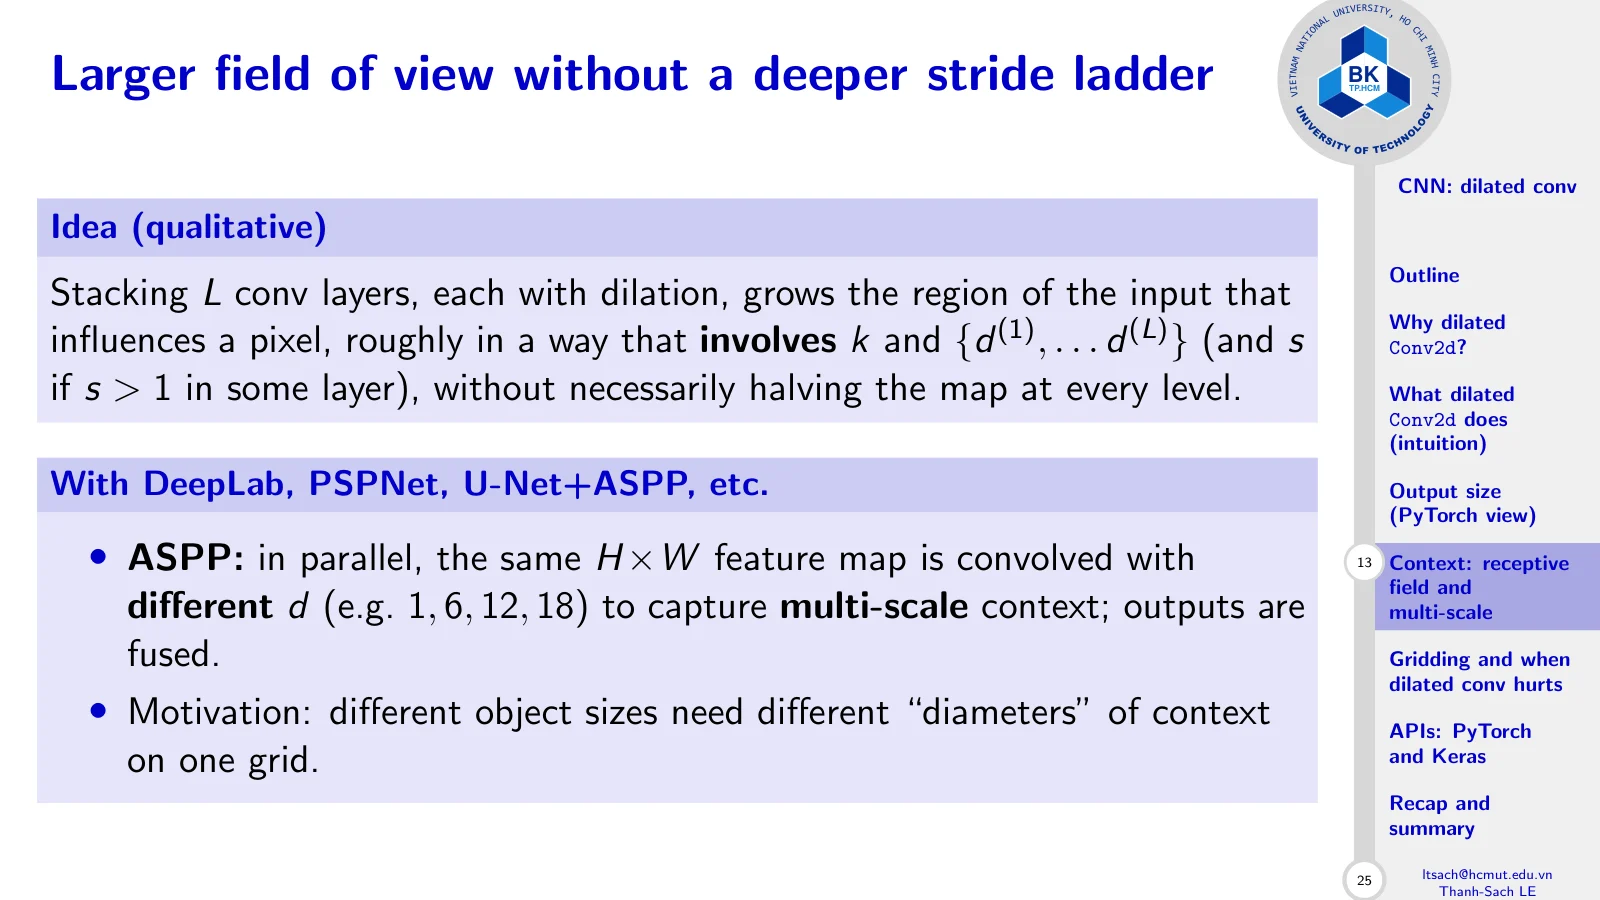 Larger field of view without a deeper stride ladder
Idea (qualitative)
Stacking L conv layers, each with dilation, grows the region of the input that
influences a pixel, roughly in a way that involves k and {d⁽¹⁾, . . . d⁽ᴸ⁾} (and s
if s > 1 in some layer), without necessarily halving the map at every level.
With DeepLab, PSPNet, U-Net+ASPP, etc.
• ASPP: in parallel, the same H×W feature map is convolved with
different d (e.g. 1, 6, 12, 18) to capture multi-scale context; outputs are
fused.
• Motivation: different object sizes need different “diameters” of context
on one grid.
VIETNAM NATIONAL UNIVERSITY, HO CHI MINH CITY
BK
TP.HCM
UNIVERSITY OF TECHNOLOGY
CNN: dilated conv
Outline
Why dilated
Conv2d?
What dilated
Conv2d does
(intuition)
Output size
(PyTorch view)
13
Context: receptive
field and
multi-scale
Gridding and when
dilated conv hurts
APIs: PyTorch
and Keras
Recap and
summary
25
ltsach@hcmut.edu.vn
Thanh-Sach LE